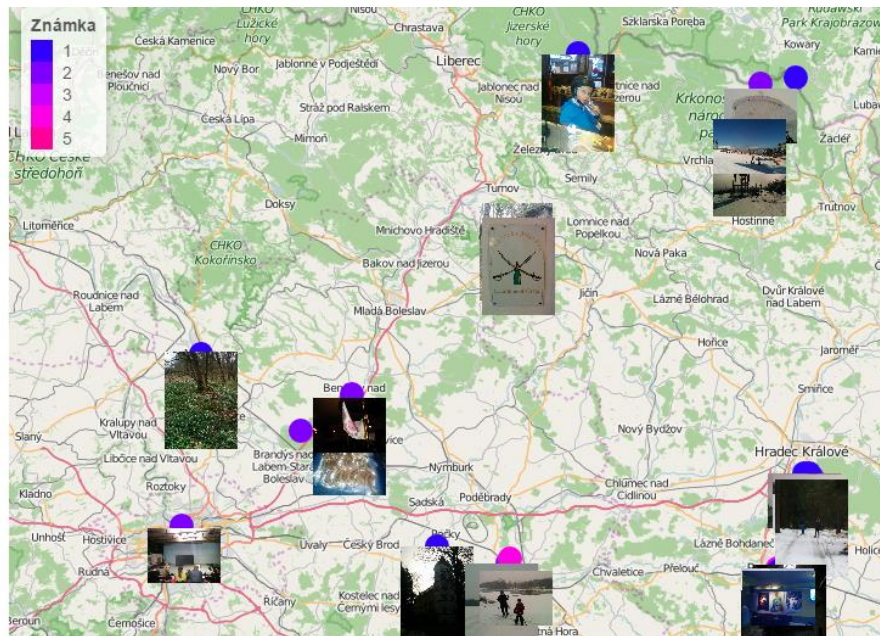 Známka
1
2
3
4
5
CHKO
Lužické
hory
Nisou
Chrastava
CHKO
Jizerské
hory
Szklarska Poręba
Kowary
Česká Kamenice
Liberec
Benešov nad
Ploučnicí
Nový Bor
Jablonné v Podještědí
Jablonec nad
Nisou
Stráž pod Ralskem
Česká Lípa
Mimoň
Žacléř
CHKO České
středohoří
Semily
Turnov
Doksy
Hostinné
Trutnov
Litoměřice
CHKO
Kokořínsko
Mnichovo Hradiště
Lomnice nad
Popelkou
Nová Paka
Bakov nad Jizerou
Roudnice nad
Labem
Jičín
Lázně Bělohrad
Dvůr Králové
nad Labem
Mladá Boleslav
Hořice
Jaroměř
Smiřice
Kralupy nad
Vltavou
Slaný
Nový Bydžov
Libčice nad Vltavou
Brandýs nad
Labem-Stará
Boleslav
Hradec Králové
Nymburk
Roztoky
Kladno
Sadská
Poděbrady
Chlumec nad
Cidlinou
Unhošť
Hostivice
Úvaly
Český Brod
Lázně Bohdaneč
Rudná
Chvaletice
Přelouč
Říčany
Kostelec nad
Černými lesy
Beroun
Černošice